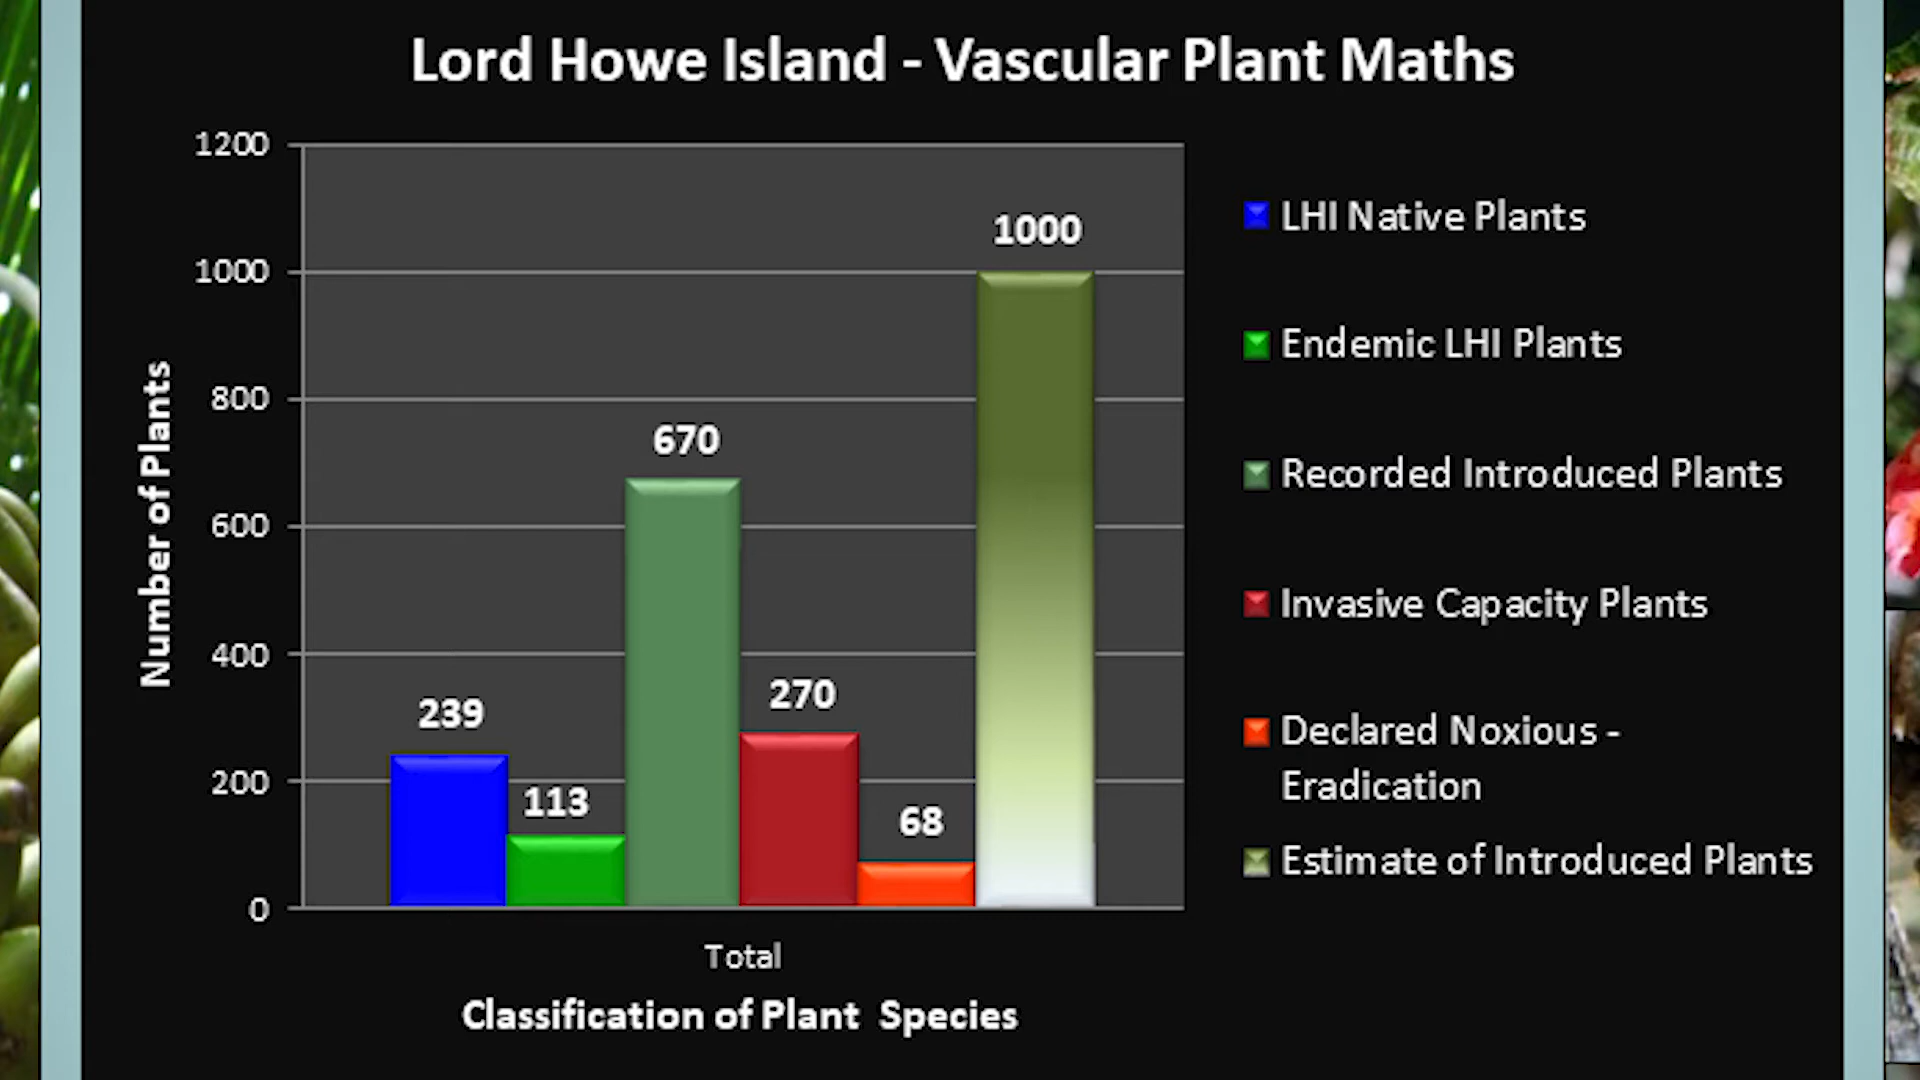 Lord Howe Island - Vascular Plant Maths
1200
1000
800
600
400
200
0
Number of Plants
239
113
670
270
68
1000
Total
Classification of Plant Species
LHI Native Plants
Endemic LHI Plants
Recorded Introduced Plants
Invasive Capacity Plants
Declared Noxious -
Eradication
Estimate of Introduced Plants